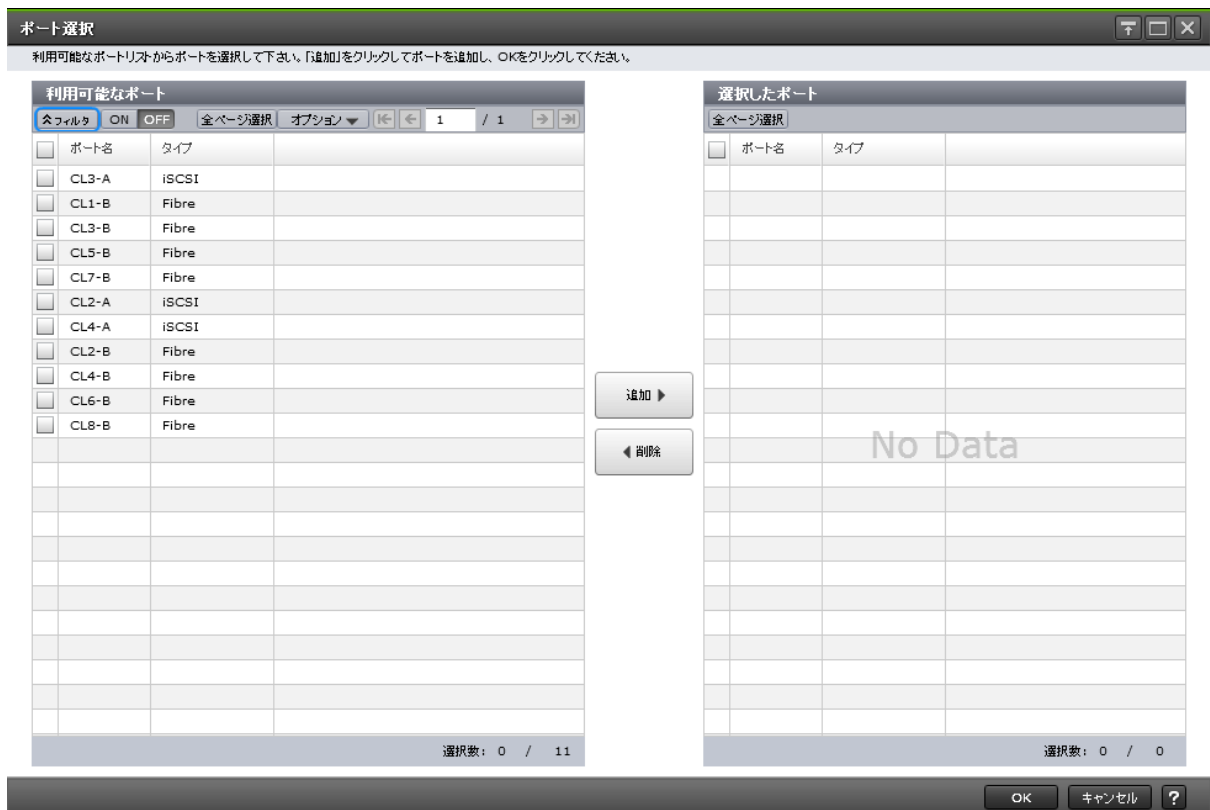 ポート選択
利用可能なポートリストからポートを選択して下さい。「追加」をクリックしてポートを追加し、OKをクリックしてください。
利用可能なポート
フィルタ ON OFF 全ページ選択 オプション 1 / 1
ポート名 タイプ
CL3-A iSCSI
CL1-B Fibre
CL3-B Fibre
CL5-B Fibre
CL7-B Fibre
CL2-A iSCSI
CL4-A iSCSI
CL2-B Fibre
CL4-B Fibre
CL6-B Fibre
CL8-B Fibre
選択数: 0 / 11
追加
削除
選択したポート
全ページ選択
ポート名 タイプ
No Data
選択数: 0 / 0
OK キャンセル ?